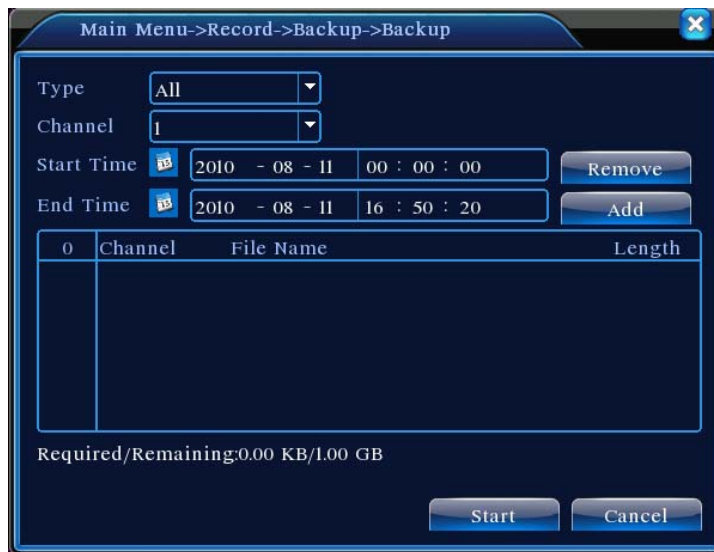 Main Menu->Record->Backup->Backup
Type All
Channel 1
Start Time 2010 - 08 - 11 00 : 00 : 00 Remove
End Time 2010 - 08 - 11 16 : 50 : 20 Add
0 Channel File Name Length
Required/Remaining:0.00 KB/1.00 GB
Start Cancel